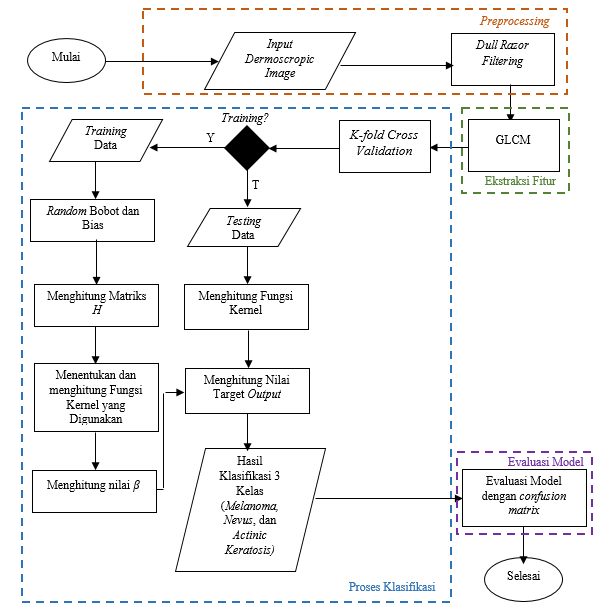 Preprocessing
Mulai
Input
Dermoscropic
Image
Dull Razor
Filtering
GLCM
Ekstraksi Fitur
K-fold Cross
Validation
Training?
Y
T
Training
Data
Random Bobot dan
Bias
Menghitung Matriks
H
Menentukan dan
menghitung Fungsi
Kernel yang
Digunakan
Menghitung nilai β
Testing
Data
Menghitung Fungsi
Kernel
Menghitung Nilai
Target Output
Hasil
Klasifikasi 3
Kelas
(Melanoma,
Nevus, dan
Actinic
Keratosis)
Proses Klasifikasi
Evaluasi Model
Evaluasi Model
dengan confusion
matrix
Selesai